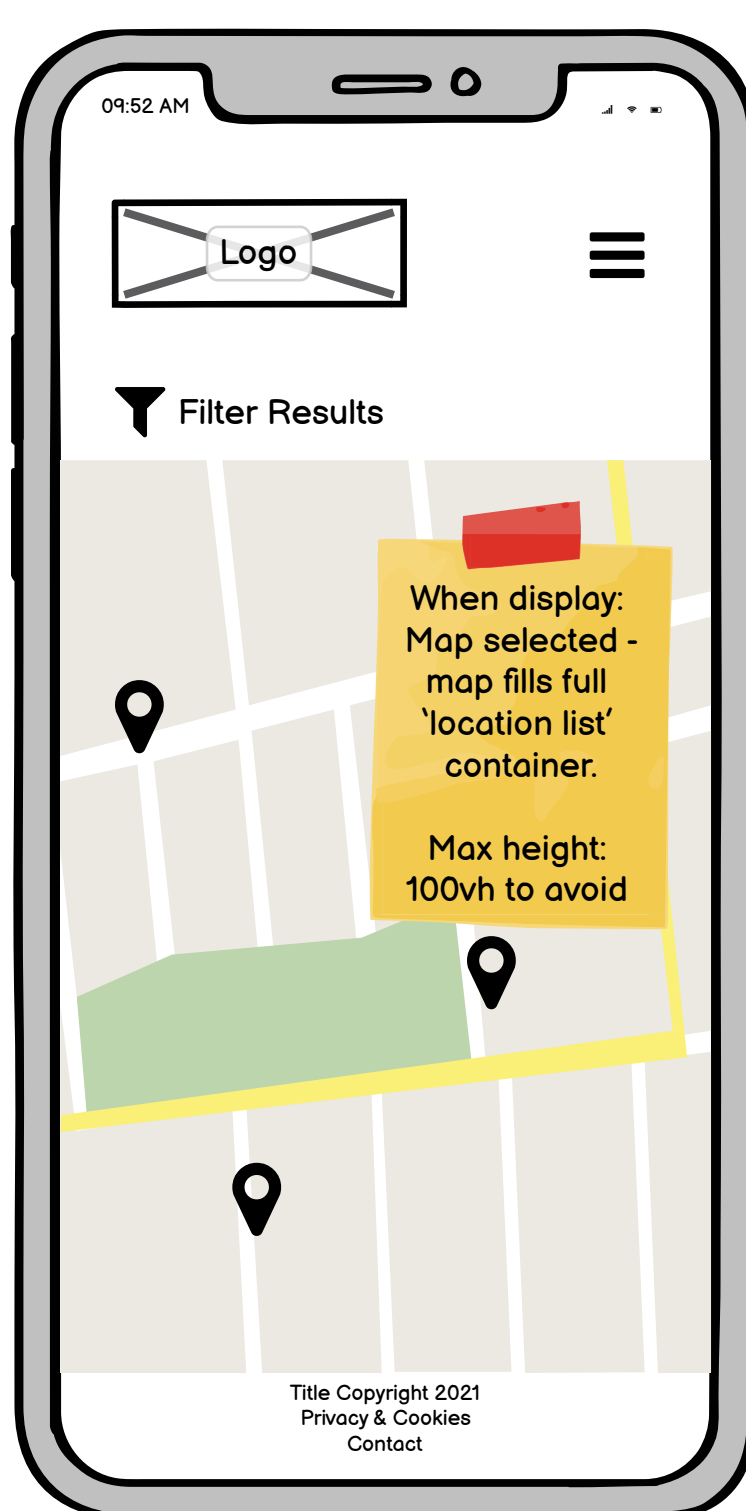 09:52 AM
Logo
Filter Results
When display:
Map selected -
map fills full
‘location list’
container.
Max height:
100vh to avoid
Title Copyright 2021
Privacy & Cookies
Contact